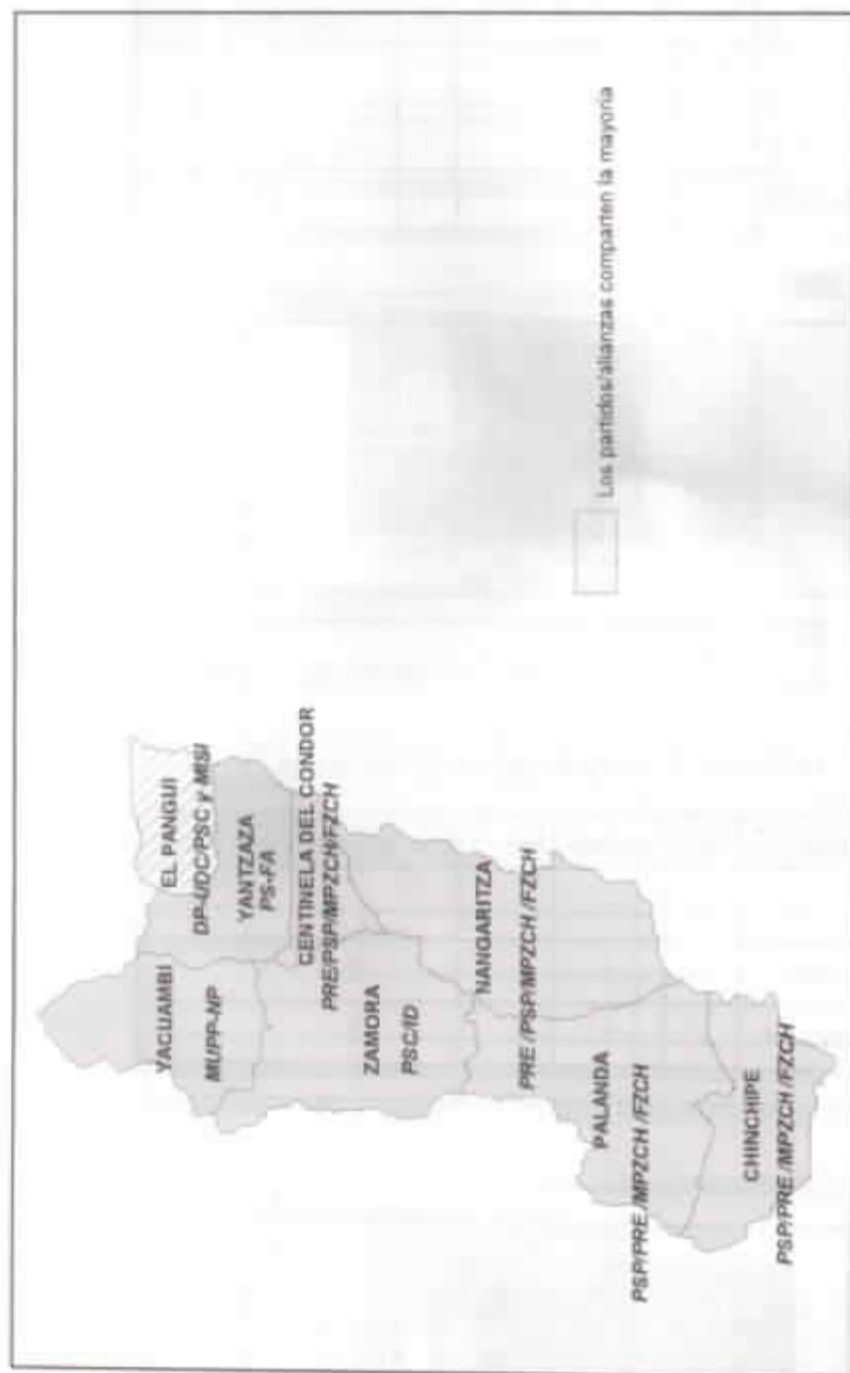 YACUAMBI
MUPP-NP
EL PANGUI
DP-UDC/PSC y MISI
YANTZAZA
PS-FA
CENTINELA DEL CONDOR
PRE/PSP/MPZCH/FZCH
ZAMORA
PSC/ID
NANGARITZA
PRE /PSP/MPZCH /FZCH
PALANDA
PSP/PRE /MPZCH /FZCH
CHINCHIPE
PSP/PRE /MPZCH /FZCH
Los partidos/alianzas comparten la mayoría